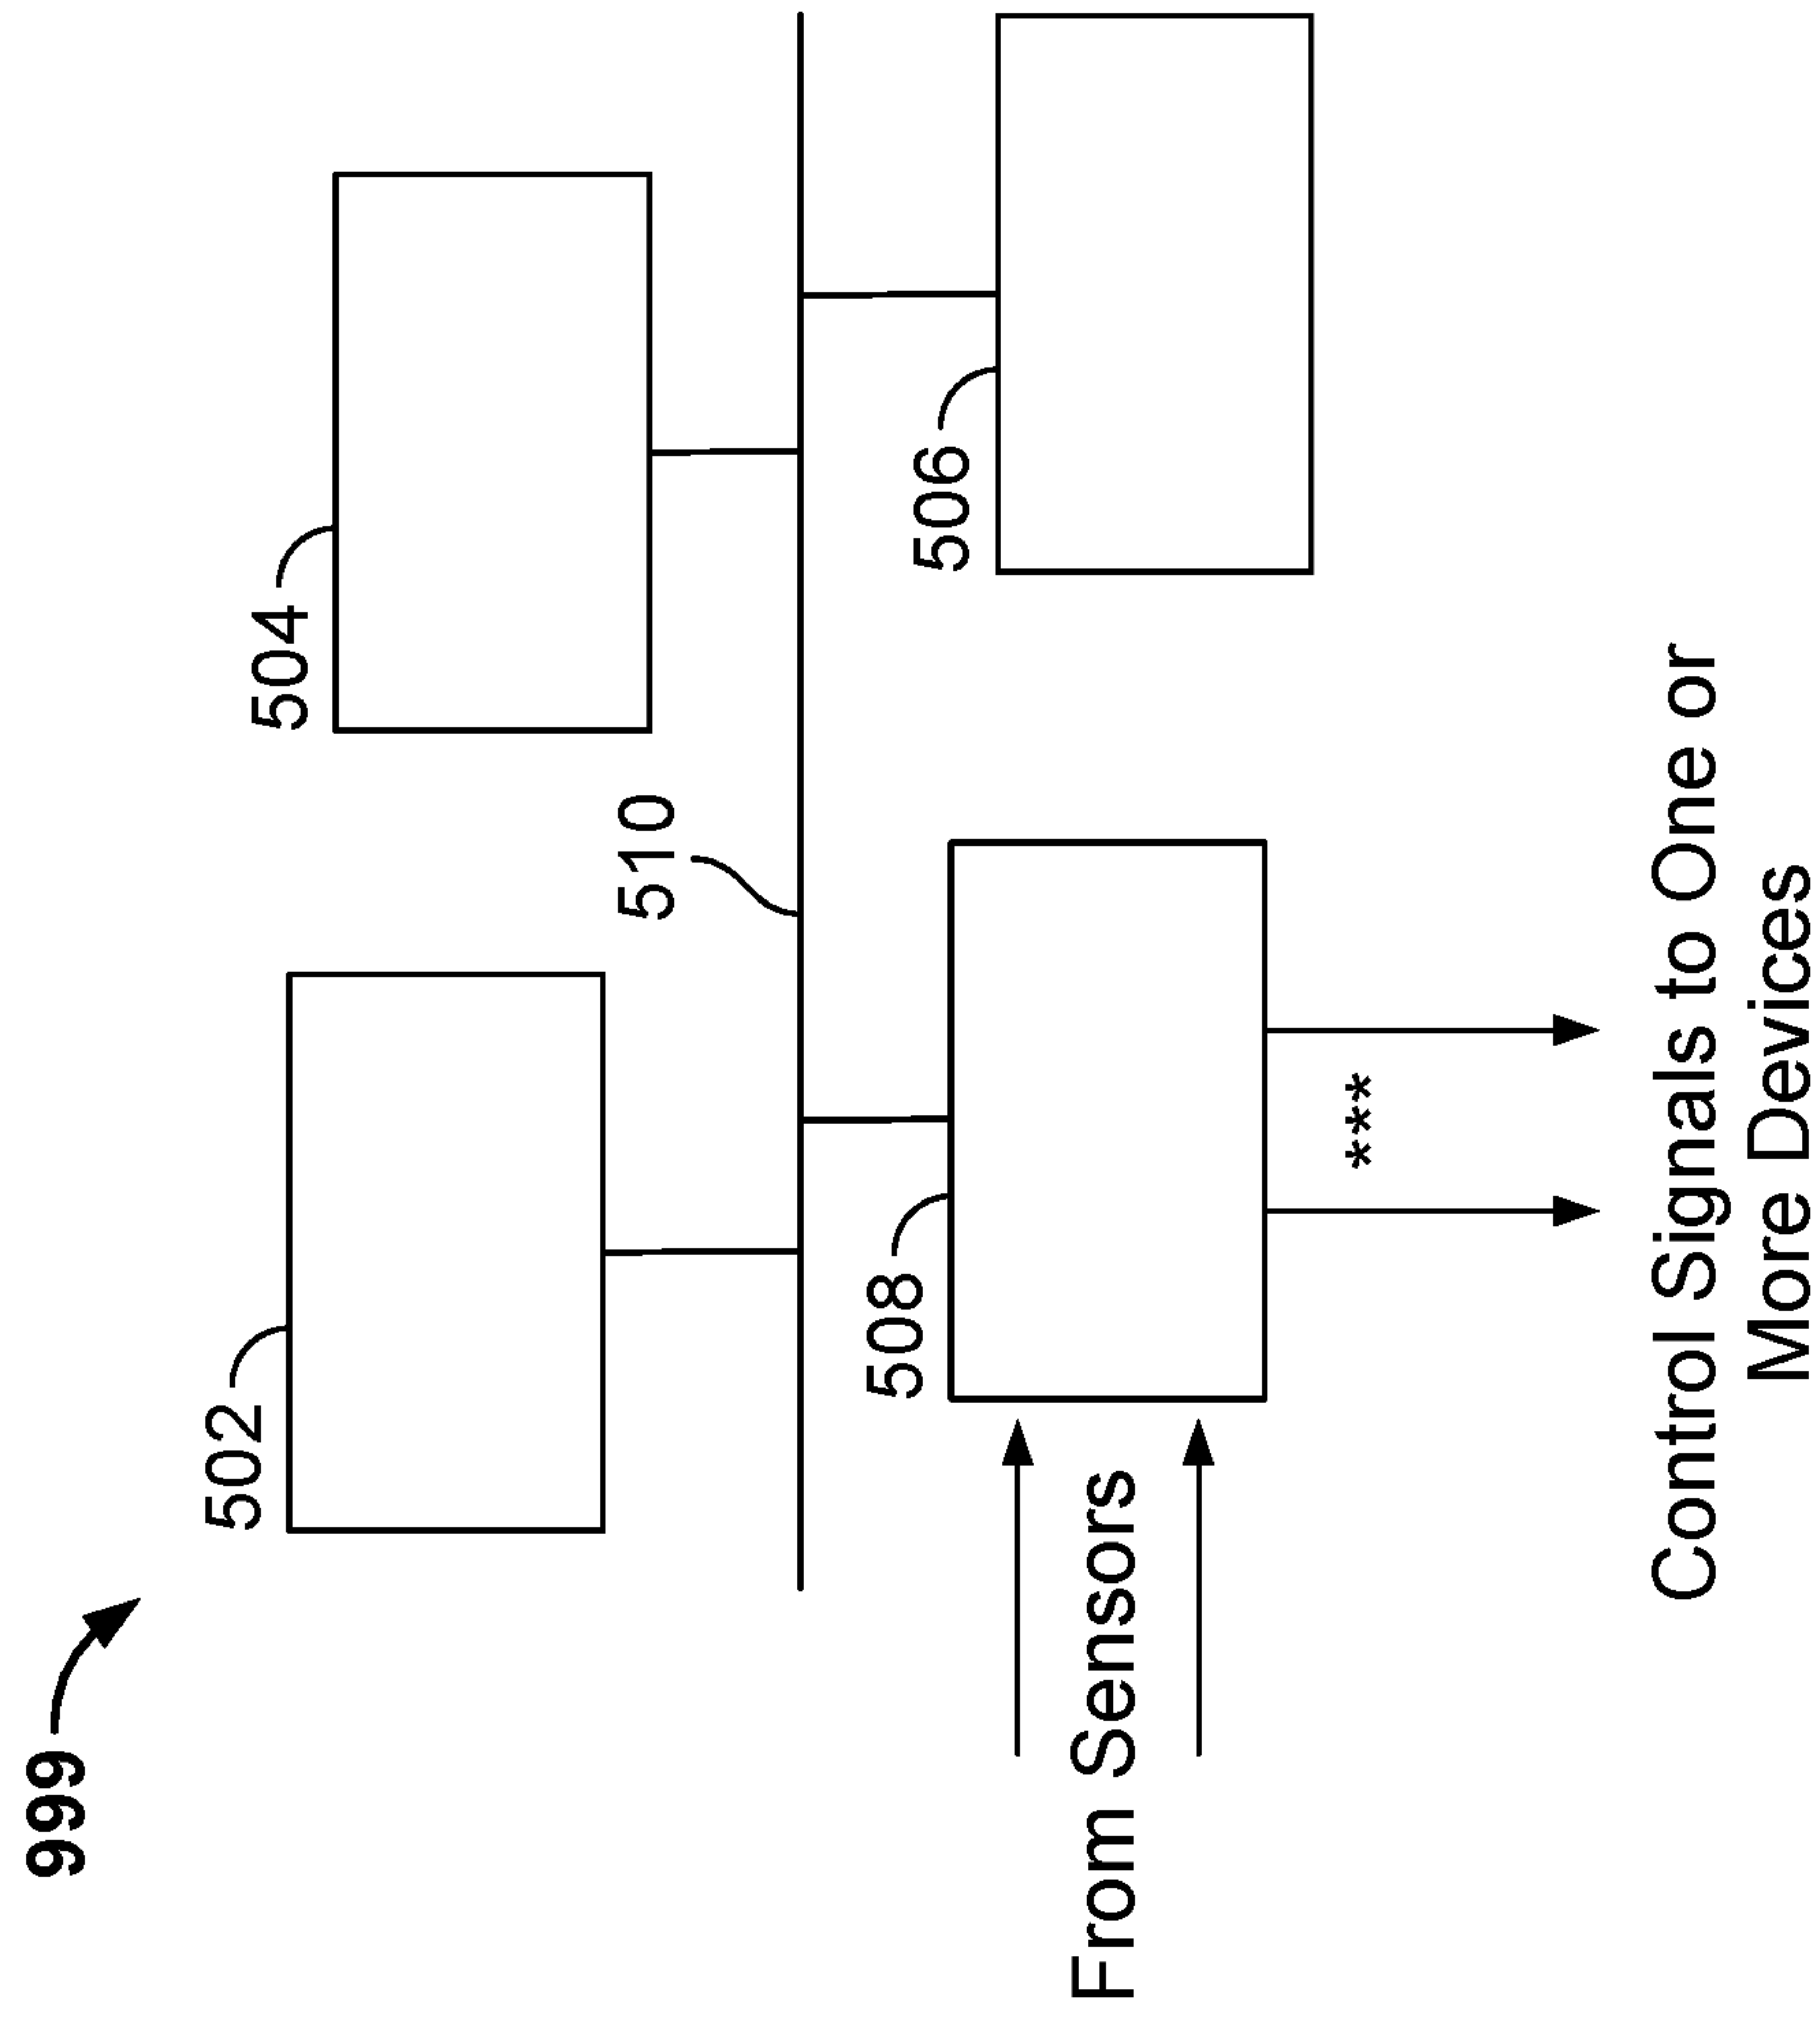 999
502
504
510
508
506
From Sensors
***
Control Signals to One or
More Devices